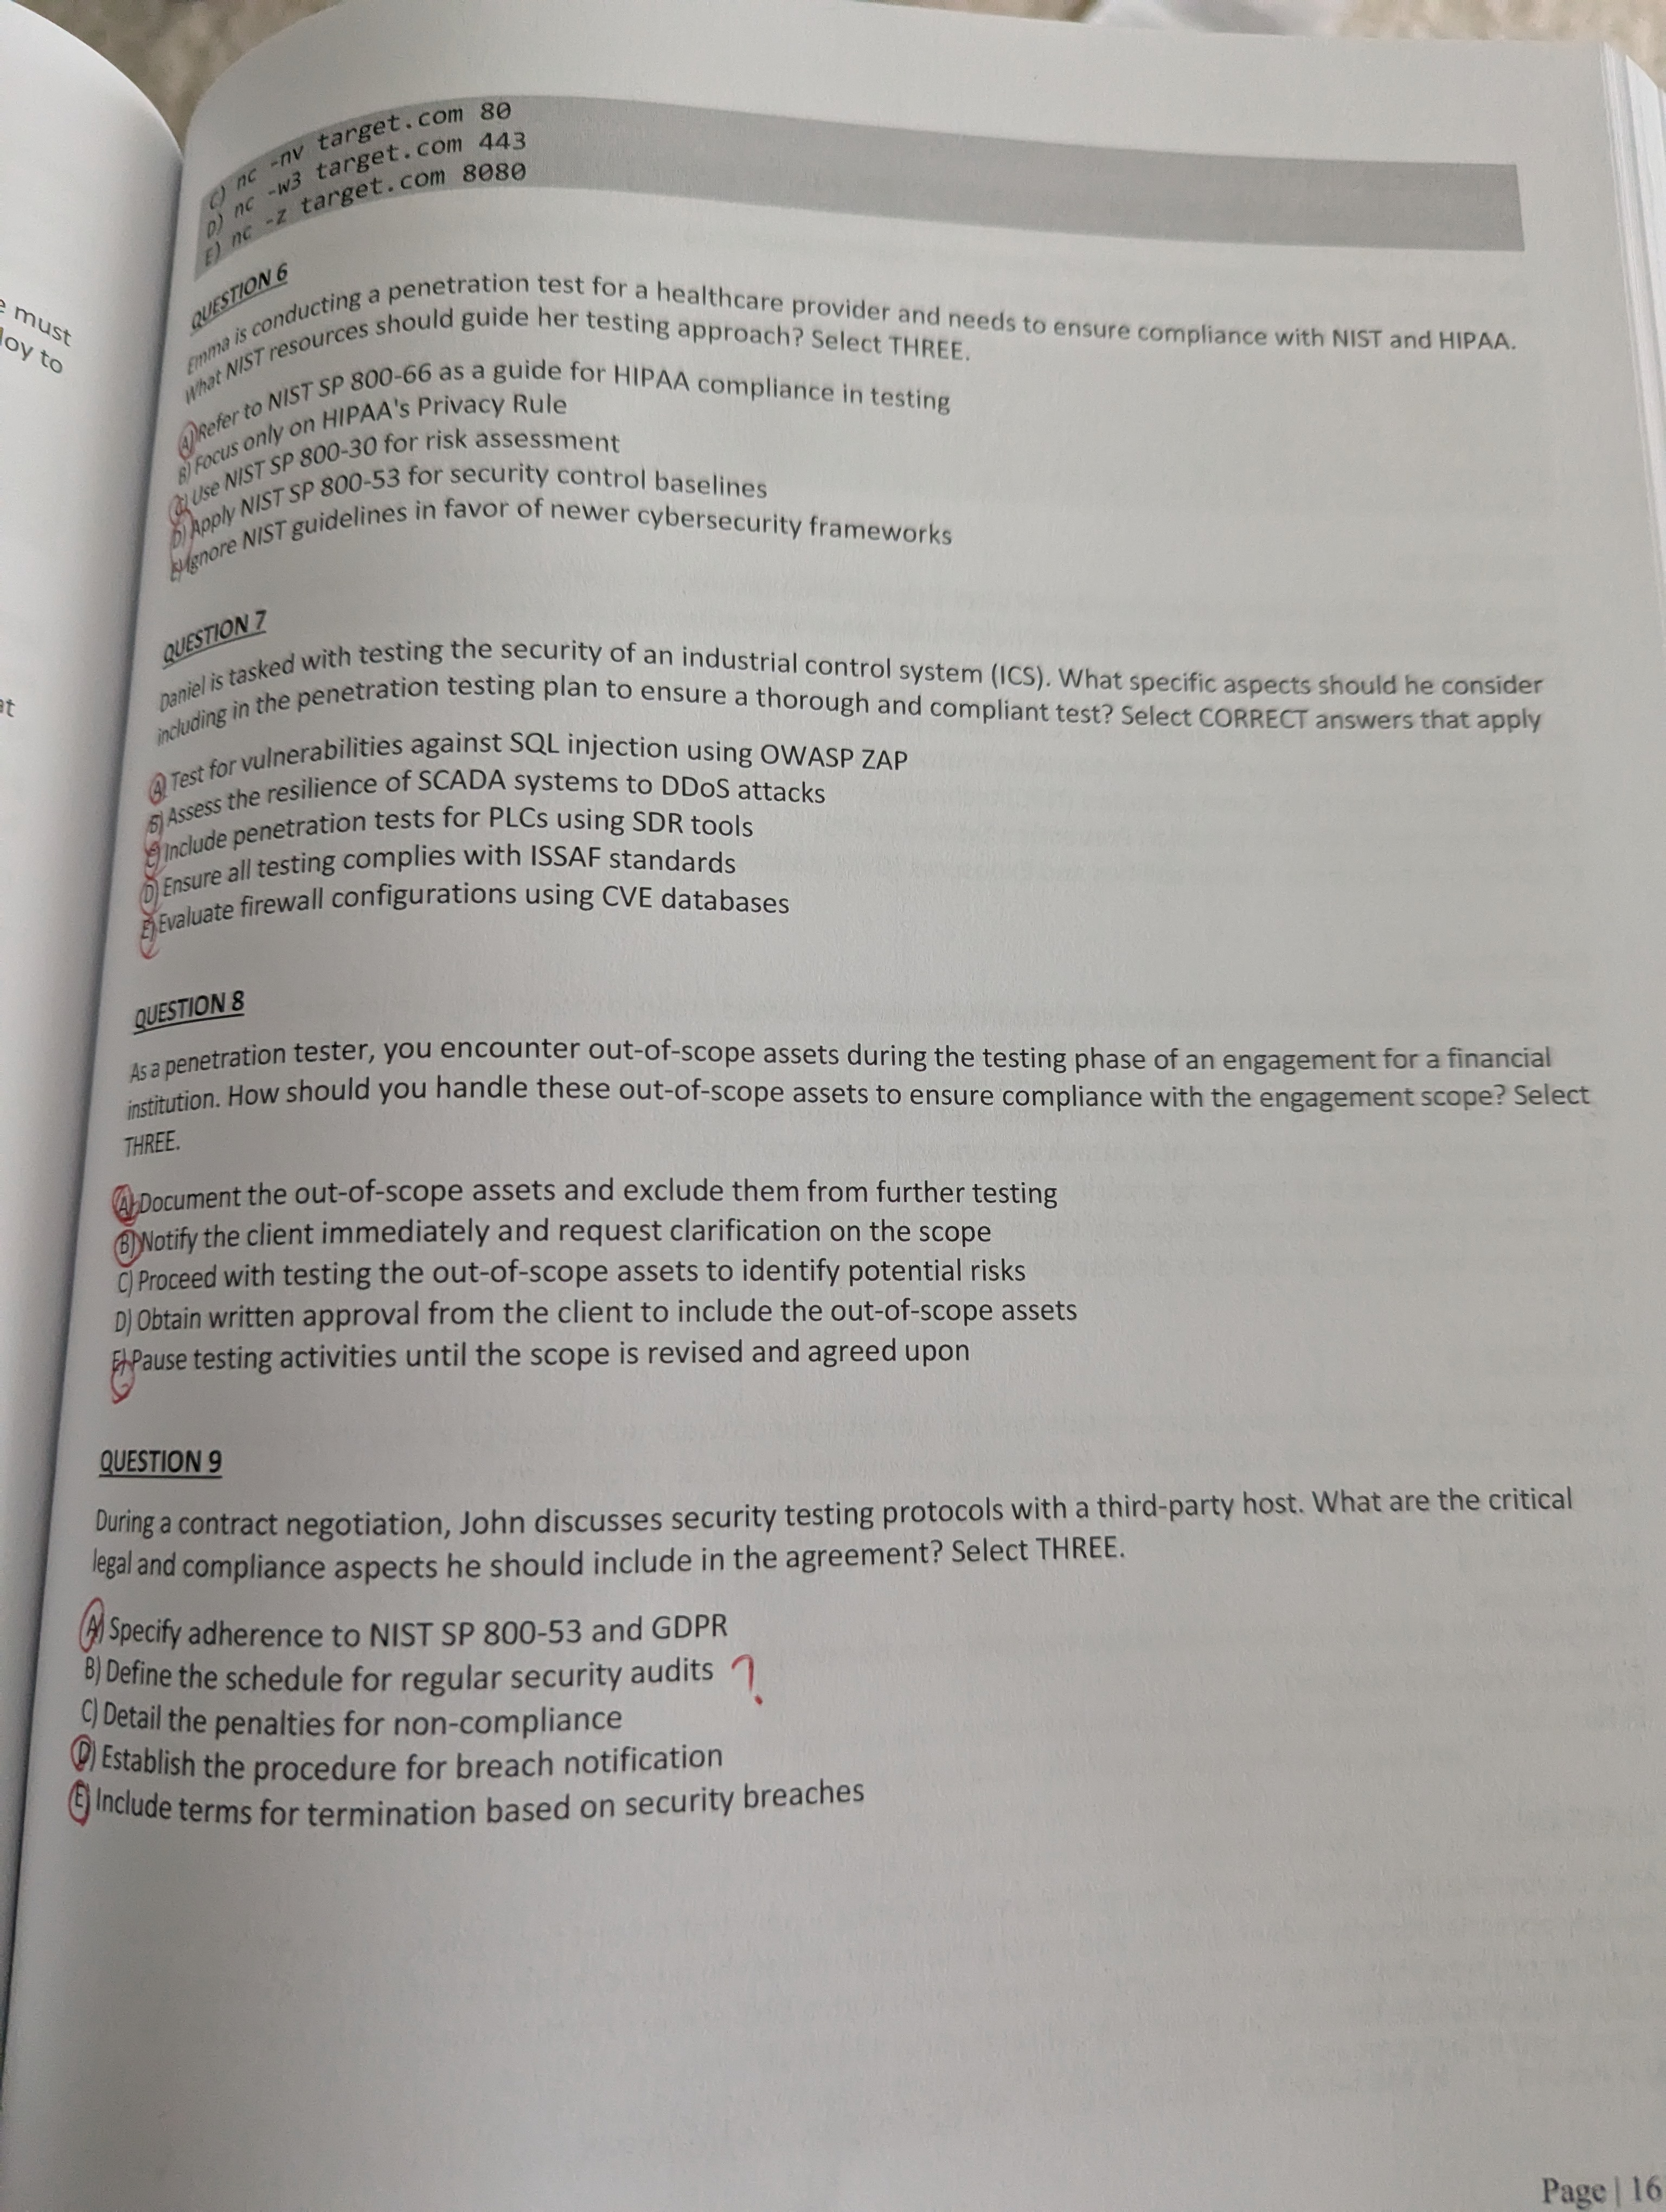 e must
loy to
at
C) nc -nv target.com 80
D) nc -w3 target.com 443
E) nc -z target.com 8080
QUESTION 6
Emma is conducting a penetration test for a healthcare provider and needs to ensure compliance with NIST and HIPAA.
What NIST resources should guide her testing approach? Select THREE.
A) Refer to NIST SP 800-66 as a guide for HIPAA compliance in testing
B) Focus only on HIPAA's Privacy Rule
C) Use NIST SP 800-30 for risk assessment
D) Apply NIST SP 800-53 for security control baselines
E) Ignore NIST guidelines in favor of newer cybersecurity frameworks
QUESTION 7
Daniel is tasked with testing the security of an industrial control system (ICS). What specific aspects should he consider
including in the penetration testing plan to ensure a thorough and compliant test? Select CORRECT answers that apply
A) Test for vulnerabilities against SQL injection using OWASP ZAP
B) Assess the resilience of SCADA systems to DDoS attacks
C) Include penetration tests for PLCs using SDR tools
D) Ensure all testing complies with ISSAF standards
E) Evaluate firewall configurations using CVE databases
QUESTION 8
As a penetration tester, you encounter out-of-scope assets during the testing phase of an engagement for a financial
institution. How should you handle these out-of-scope assets to ensure compliance with the engagement scope? Select
THREE.
A) Document the out-of-scope assets and exclude them from further testing
B) Notify the client immediately and request clarification on the scope
C) Proceed with testing the out-of-scope assets to identify potential risks
D) Obtain written approval from the client to include the out-of-scope assets
E) Pause testing activities until the scope is revised and agreed upon
QUESTION 9
During a contract negotiation, John discusses security testing protocols with a third-party host. What are the critical
legal and compliance aspects he should include in the agreement? Select THREE.
A) Specify adherence to NIST SP 800-53 and GDPR
B) Define the schedule for regular security audits ?
C) Detail the penalties for non-compliance
D) Establish the procedure for breach notification
E) Include terms for termination based on security breaches
Page | 16